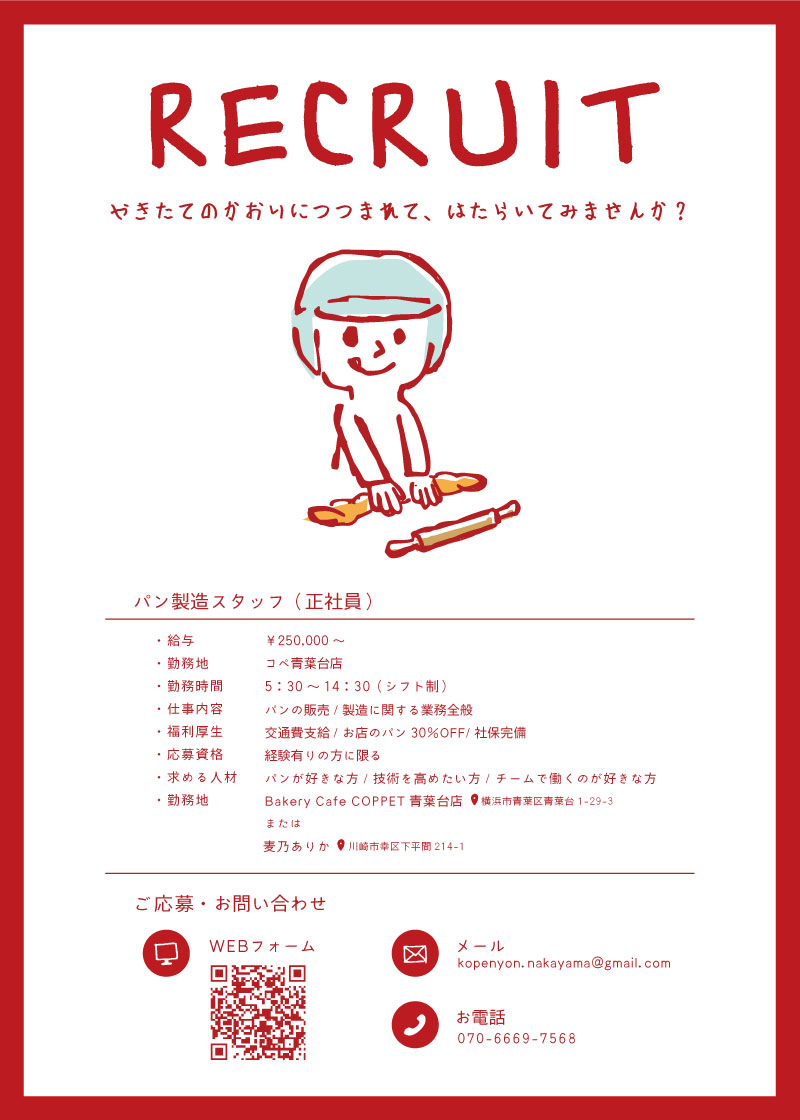 RECRUIT
やきたてのかおりにつつまれて、はたらいてみませんか？
パン製造スタッフ（正社員）
・給与 ￥250,000 〜
・勤務地 コペ青葉台店
・勤務時間 5：30 〜 14：30（シフト制）
・仕事内容 パンの販売 / 製造に関する業務全般
・福利厚生 交通費支給 / お店のパン 30%OFF/ 社保完備
・応募資格 経験有りの方に限る
・求める人材 パンが好きな方 / 技術を高めたい方 / チームで働くのが好きな方
・勤務地 Bakery Cafe COPPET 青葉台店 横浜市青葉区青葉台 1-29-3
または
麦乃ありか 川崎市幸区下平間 214-1
ご応募・お問い合わせ
WEBフォーム
メール
kopenyon.nakayama@gmail.com
お電話
070-6669-7568